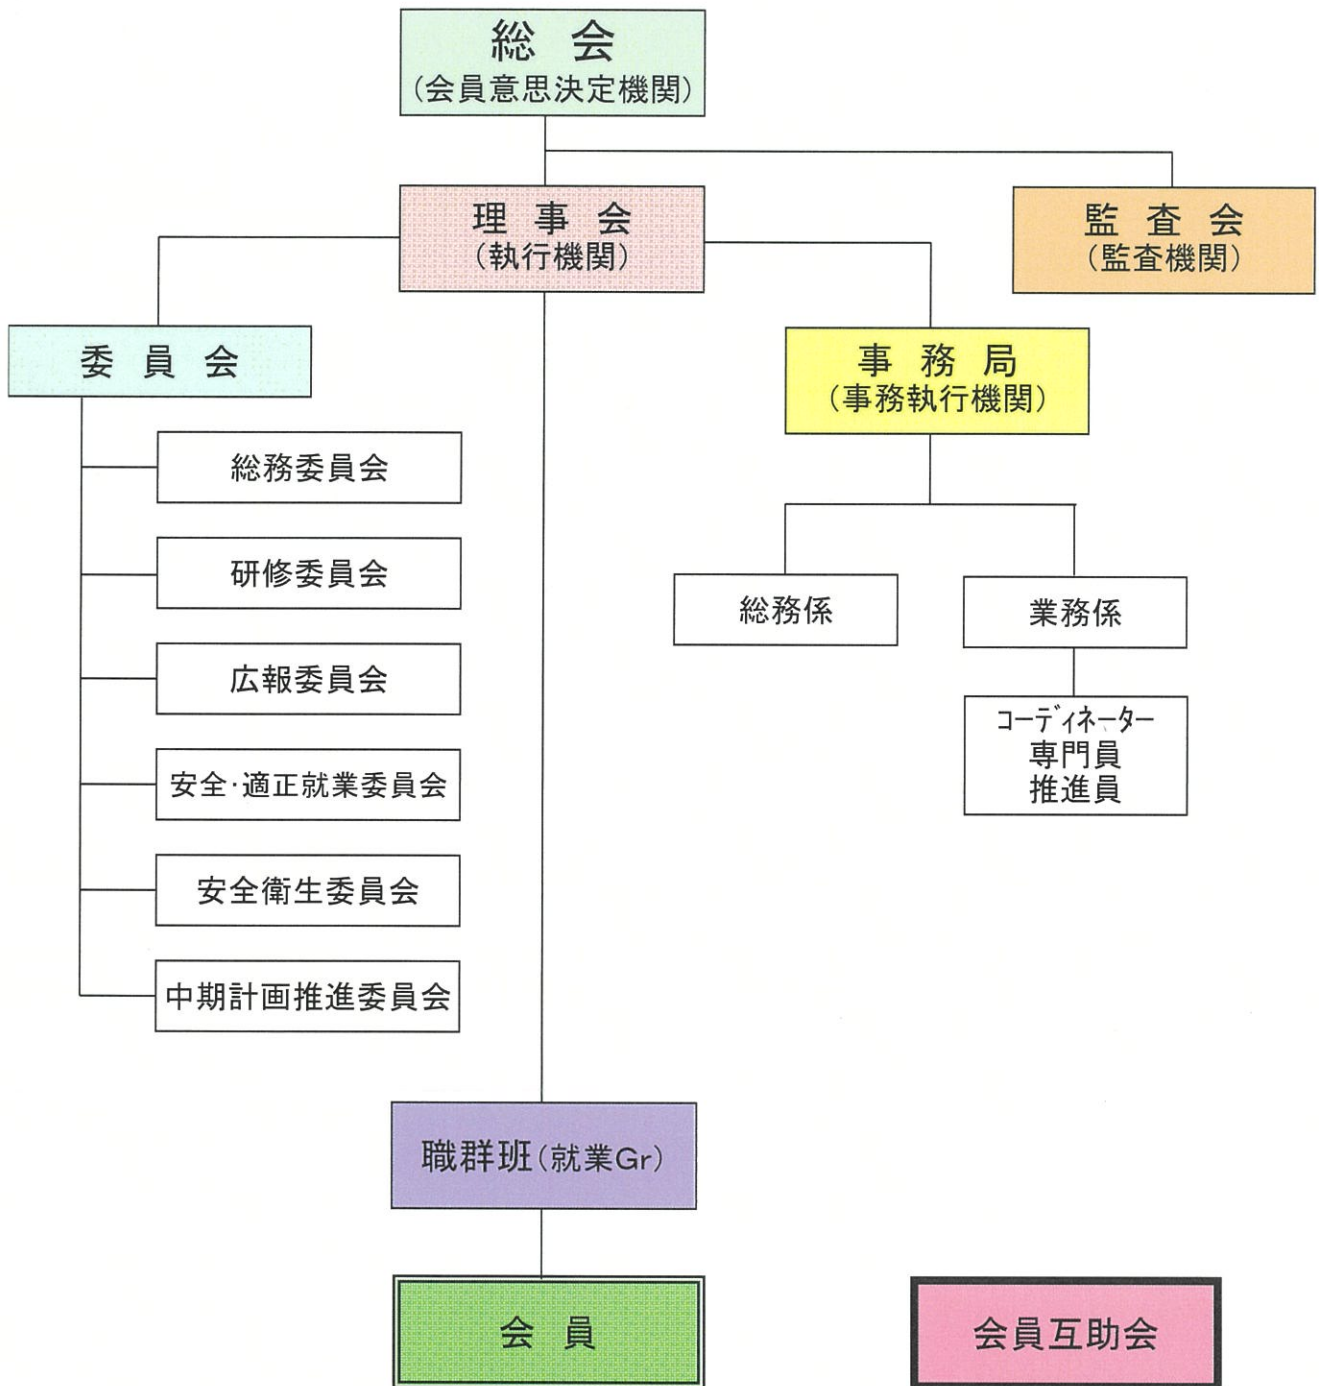 総 会
(会員意思決定機関)
理 事 会
(執行機関)
監 査 会
(監査機関)
委 員 会
事 務 局
(事務執行機関)
総務委員会
研修委員会
広報委員会
安全・適正就業委員会
安全衛生委員会
中期計画推進委員会
総務係
業務係
ｺｰﾃﾞｨﾈｰﾀｰ
専門員
推進員
職群班(就業Gr)
会 員
会員互助会